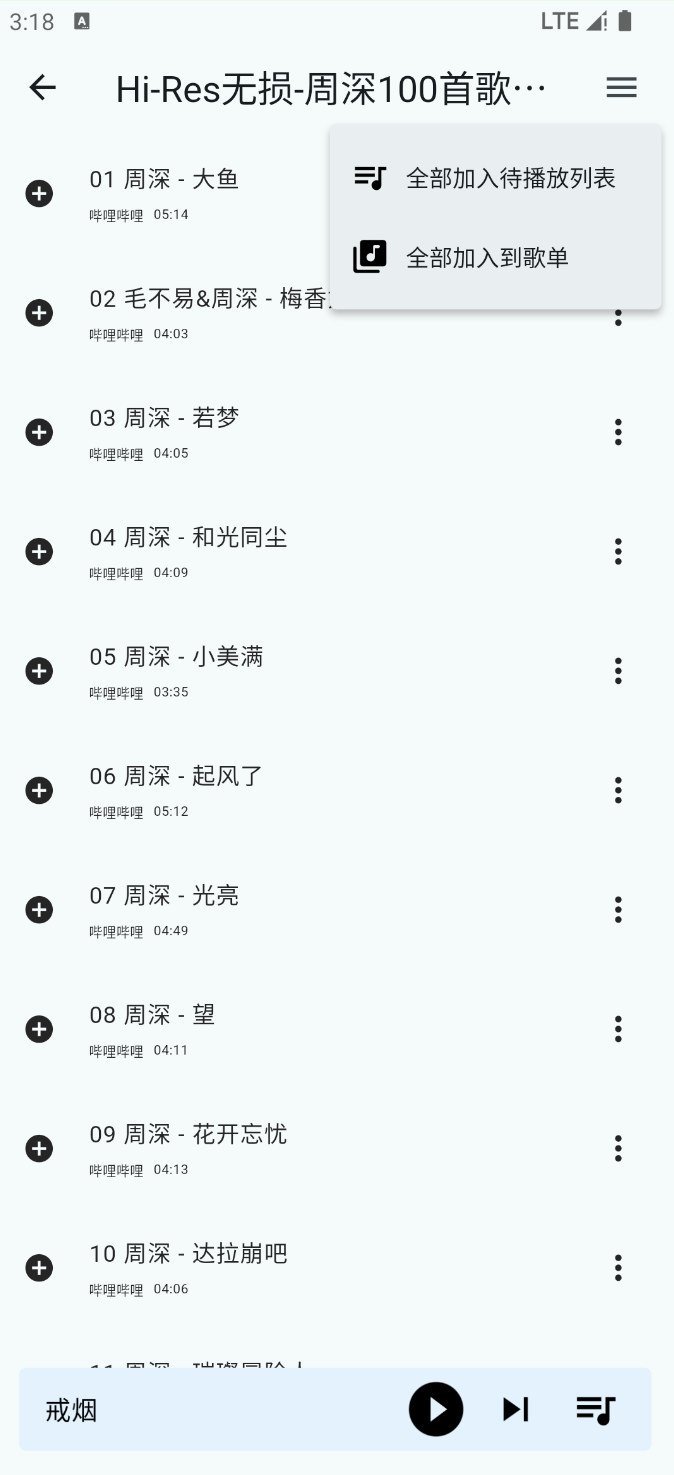 3:18
LTE
Hi-Res无损-周深100首歌…
全部加入待播放列表
全部加入到歌单
01 周深 - 大鱼
哔哩哔哩 05:14
02 毛不易&周深 - 梅香
哔哩哔哩 04:03
03 周深 - 若梦
哔哩哔哩 04:05
04 周深 - 和光同尘
哔哩哔哩 04:09
05 周深 - 小美满
哔哩哔哩 03:35
06 周深 - 起风了
哔哩哔哩 05:12
07 周深 - 光亮
哔哩哔哩 04:49
08 周深 - 望
哔哩哔哩 04:11
09 周深 - 花开忘忧
哔哩哔哩 04:13
10 周深 - 达拉崩吧
哔哩哔哩 04:06
11 周深 -
戒烟